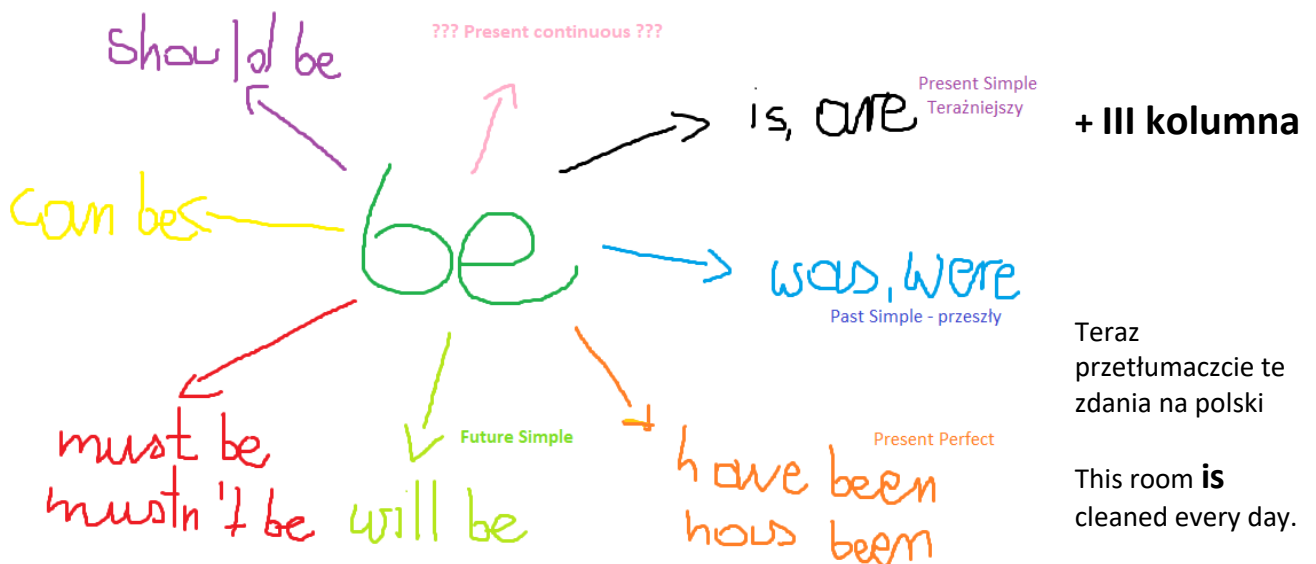 should be
??? Present continuous ???
is, are
Present Simple
Terażniejszy
+ III kolumna
can be
be
was, were
Past Simple - przeszły
must be
mustn't be
Future Simple
will be
Present Perfect
have been
has been
Teraz
przetłumaczcie te
zdania na polski
This room is
cleaned every day.